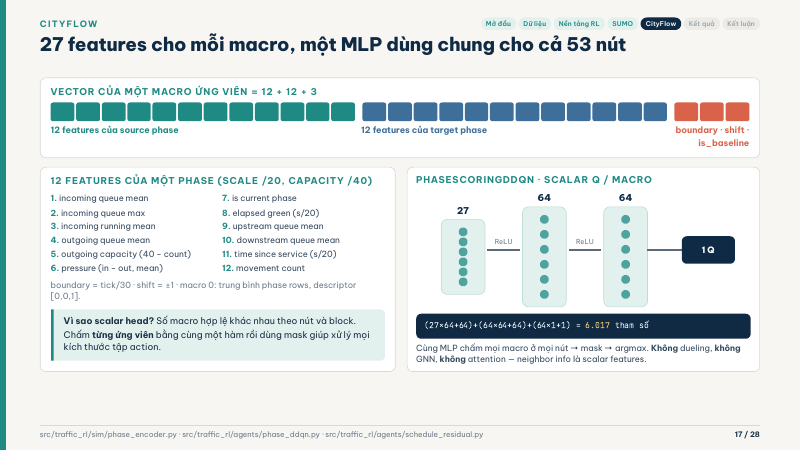 CITYFLOW
Mở đầu Dữ liệu Nền tảng RL SUMO CityFlow Kết quả Kết luận
27 features cho mỗi macro, một MLP dùng chung cho cả 53 nút
VECTOR CỦA MỘT MACRO ỨNG VIÊN = 12 + 12 + 3
12 features của source phase
12 features của target phase
boundary · shift ·
is_baseline
12 FEATURES CỦA MỘT PHASE (SCALE /20, CAPACITY /40)
1. incoming queue mean
2. incoming queue max
3. incoming running mean
4. outgoing queue mean
5. outgoing capacity (40 – count)
6. pressure (in – out, mean)
7. is current phase
8. elapsed green (s/20)
9. upstream queue mean
10. downstream queue mean
11. time since service (s/20)
12. movement count
boundary = tick/30 · shift = ±1 · macro 0: trung bình phase rows, descriptor
[0,0,1].
Vì sao scalar head? Số macro hợp lệ khác nhau theo nút và block.
Chấm từng ứng viên bằng cùng một hàm rồi dùng mask giúp xử lý mọi
kích thước tập action.
PHASESCORINGDDQN · SCALAR Q / MACRO
27
64
64
ReLU
ReLU
1 Q
(27×64+64)+(64×64+64)+(64×1+1) = 6.017 tham số
Cùng MLP chấm mọi macro ở mọi nút → mask → argmax. Không dueling, không
GNN, không attention — neighbor info là scalar features.
src/traffic_rl/sim/phase_encoder.py · src/traffic_rl/agents/phase_ddqn.py · src/traffic_rl/agents/schedule_residual.py
17 / 28